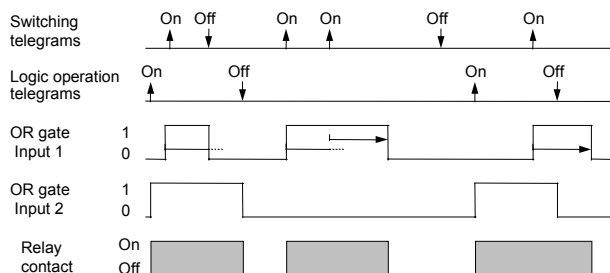 Switching telegrams
On Off On On Off On
Logic operation telegrams
On Off On Off
OR gate Input 1
1
0
OR gate Input 2
1
0
Relay contact
On
Off